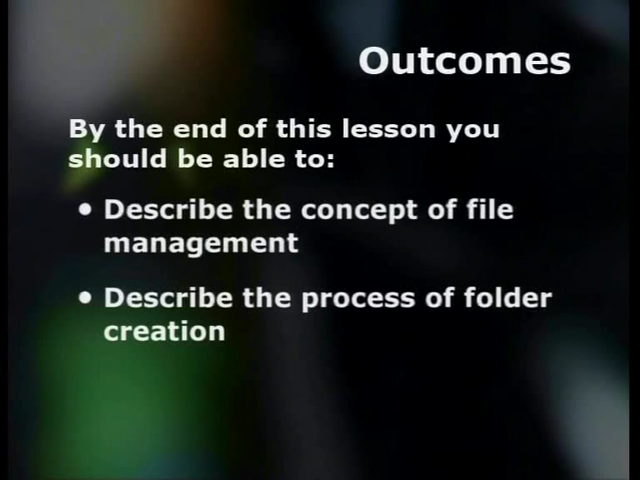 Outcomes
By the end of this lesson you
should be able to:
• Describe the concept of file
management
• Describe the process of folder
creation